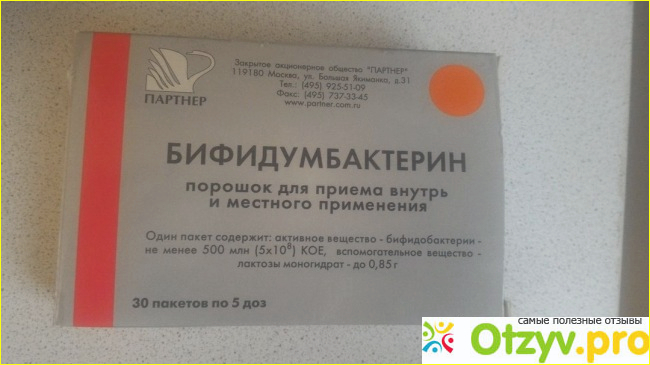 Закрытое акционерное общество "ПАРТНЕР"
119180 Москва, ул. Большая Якиманка, д.31
Тел.: (495) 925-51-09
Факс. (495) 737-33-45
www.partner.com.ru
ПАРТНЕР
БИФИДУМБАКТЕРИН
порошок для приема внутрь
и местного применения
Один пакет содержит: активное вещество - бифидобактерии -
не менее 500 млн (5x10⁸) КОЕ, вспомогательное вещество -
лактозы моногидрат - до 0,85 г
30 пакетов по 5 доз
самые полезные отзывы
Otzyv.pro